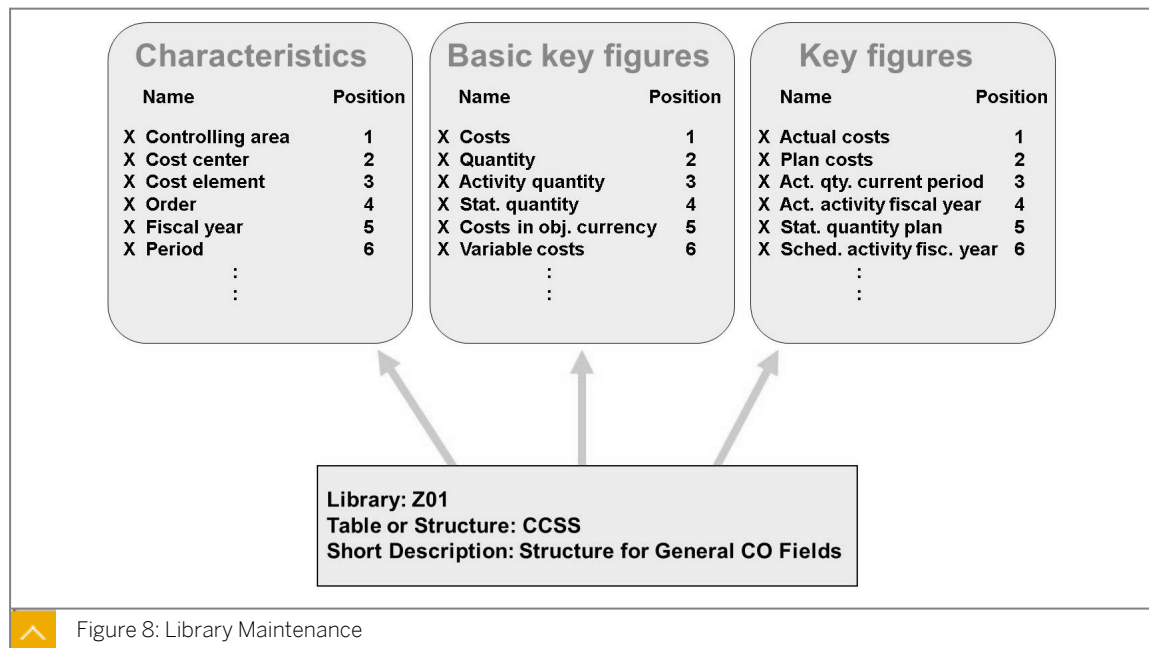 Characteristics
Name Position
X Controlling area 1
X Cost center 2
X Cost element 3
X Order 4
X Fiscal year 5
X Period 6
:
:
Basic key figures
Name Position
X Costs 1
X Quantity 2
X Activity quantity 3
X Stat. quantity 4
X Costs in obj. currency 5
X Variable costs 6
:
:
Key figures
Name Position
X Actual costs 1
X Plan costs 2
X Act. qty. current period 3
X Act. activity fiscal year 4
X Stat. quantity plan 5
X Sched. activity fisc. year 6
:
:
Library: Z01
Table or Structure: CCSS
Short Description: Structure for General CO Fields
Figure 8: Library Maintenance